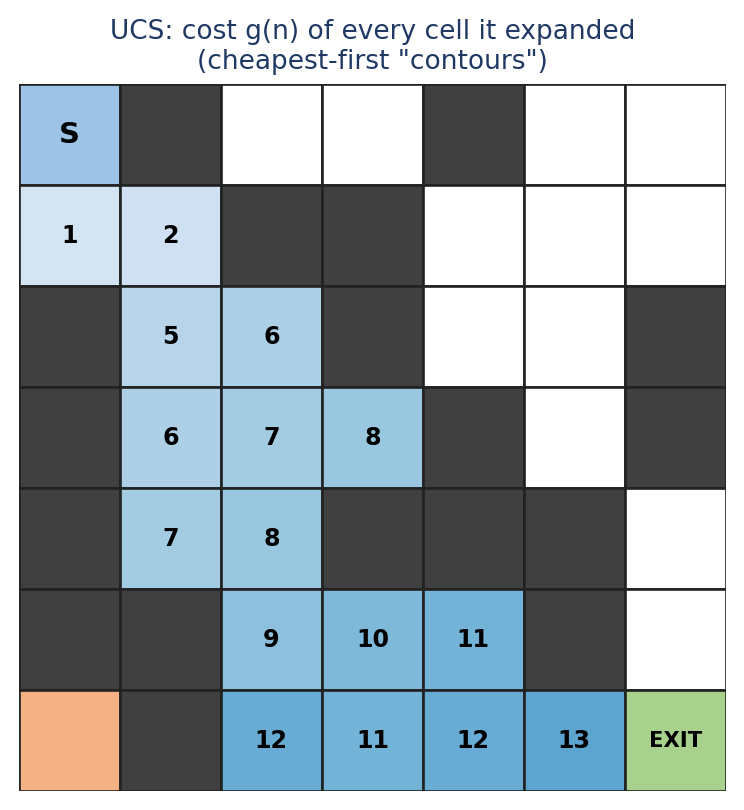 UCS: cost g(n) of every cell it expanded
(cheapest-first "contours")
S
1 2
5 6
6 7 8
7 8
9 10 11
12 11 12 13 EXIT